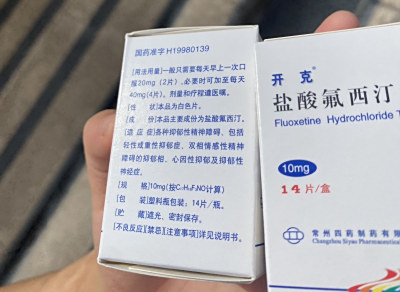 国药准字H19980139
[用法用量]一般只需要每天早上一次口
服20mg（2片），必要时可加至每天
40mg(4片)。剂量和疗程遵医嘱。
[性 状]本品为白色片。
[成 份]本品主要成份为盐酸氟西汀。
[适应症]各种抑郁性精神障碍，包括
轻性或重性抑郁症、双相情感性精神
障碍的抑郁相、心因性抑郁及抑郁性
神经症。
[规 格]10mg(按C₁₇H₁₈F₃NO计算)
[包 装]塑料瓶包装；14片/瓶。
[贮 藏]遮光、密封保存。
[不良反应][禁忌][注意事项]详见说明书。
开克®
盐酸氟西汀
Fluoxetine Hydrochloride T
10mg
14片/盒
常州四药制药有
Changzhou Siyao Pharmaceutical